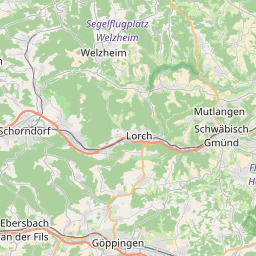 Segelflugplatz
Welzheim
Welzheim
Mutlangen
Schwäbisch
Gmünd
Schorndorf
Lorch
Ebersbach
an der Fils
Göppingen